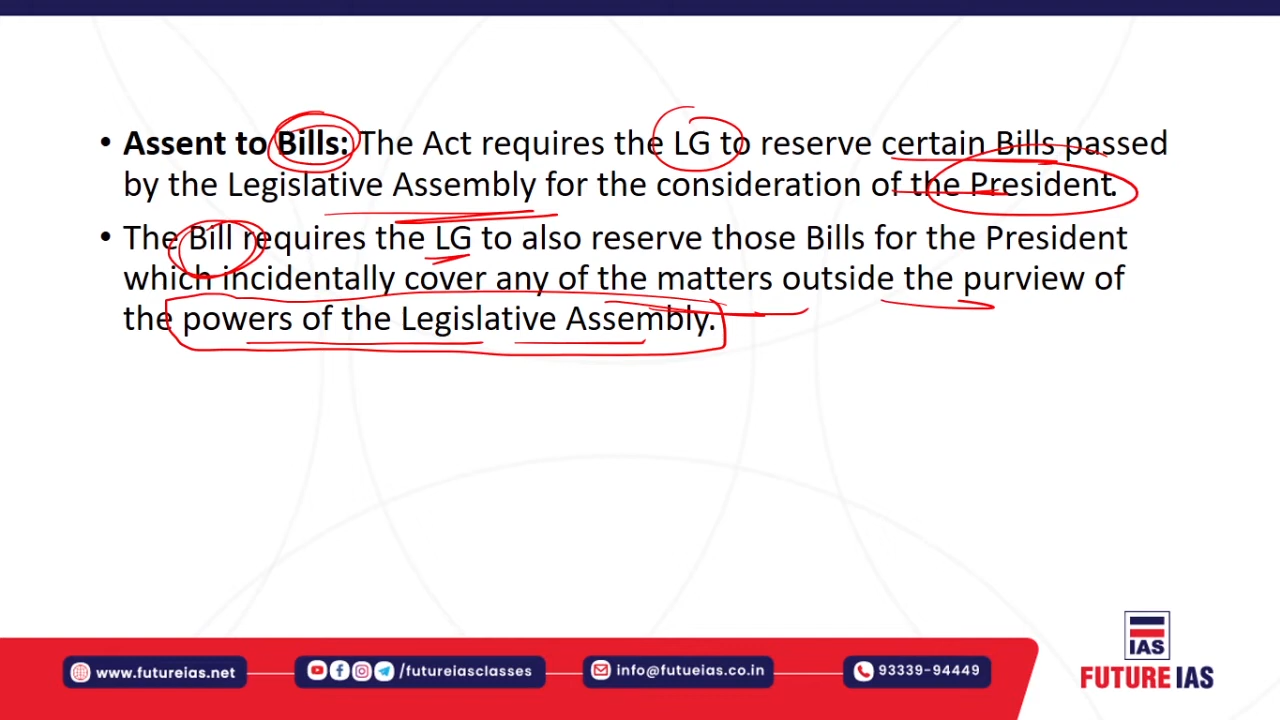 • Assent to Bills: The Act requires the LG to reserve certain Bills passed
by the Legislative Assembly for the consideration of the President.
• The Bill requires the LG to also reserve those Bills for the President
which incidentally cover any of the matters outside the purview of
the powers of the Legislative Assembly.
www.futureias.net
/futureiasclasses
info@futueias.co.in
93339-94449
IAS
FUTURE IAS